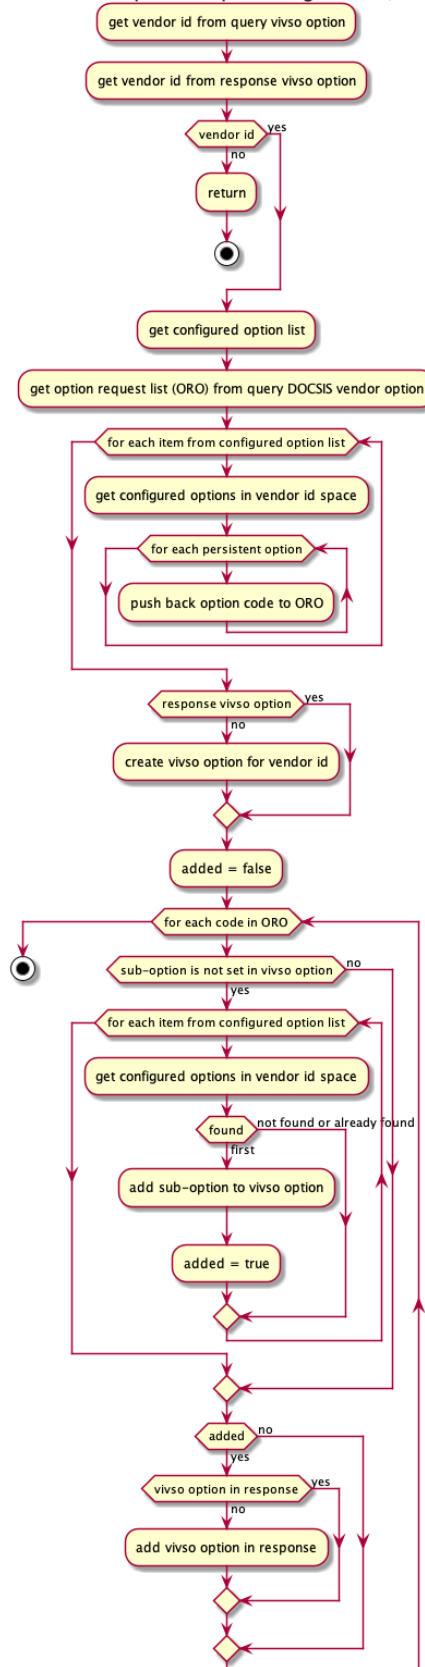 get vendor id from query vivso option
get vendor id from response vivso option
vendor id
yes
no
return
get configured option list
get option request list (ORO) from query DOCSIS vendor option
for each item from configured option list
get configured options in vendor id space
for each persistent option
push back option code to ORO
response vivso option
yes
no
create vivso option for vendor id
added = false
for each code in ORO
sub-option is not set in vivso option
no
yes
for each item from configured option list
get configured options in vendor id space
found
not found or already found
first
add sub-option to vivso option
added = true
added
no
yes
vivso option in response
yes
no
add vivso option in response